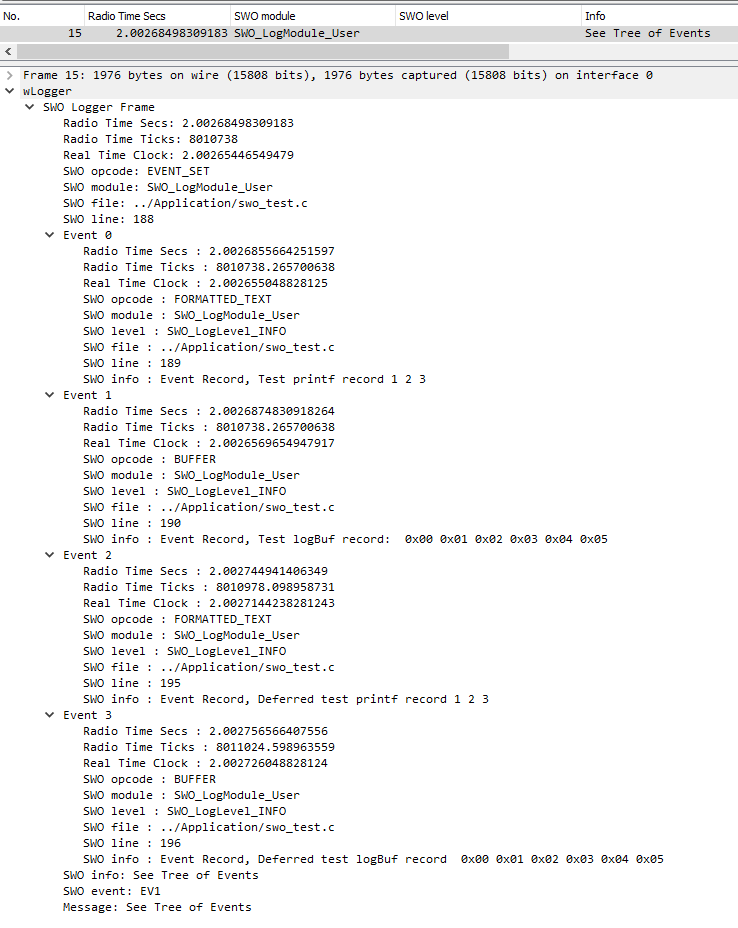 No. Radio Time Secs SWO module SWO level Info
15 2.00268498309183 SWO_LogModule_User See Tree of Events
Frame 15: 1976 bytes on wire (15808 bits), 1976 bytes captured (15808 bits) on interface 0
wLogger
SWO Logger Frame
Radio Time Secs: 2.00268498309183
Radio Time Ticks: 8010738
Real Time Clock: 2.00265446549479
SWO opcode: EVENT_SET
SWO module: SWO_LogModule_User
SWO file: ../Application/swo_test.c
SWO line: 188
Event 0
Radio Time Secs : 2.0026855664251597
Radio Time Ticks : 8010738.265700638
Real Time Clock : 2.002655048828125
SWO opcode : FORMATTED_TEXT
SWO module : SWO_LogModule_User
SWO level : SWO_LogLevel_INFO
SWO file : ../Application/swo_test.c
SWO line : 189
SWO info : Event Record, Test printf record 1 2 3
Event 1
Radio Time Secs : 2.0026874830918264
Radio Time Ticks : 8010738.265700638
Real Time Clock : 2.0026569654947917
SWO opcode : BUFFER
SWO module : SWO_LogModule_User
SWO level : SWO_LogLevel_INFO
SWO file : ../Application/swo_test.c
SWO line : 190
SWO info : Event Record, Test logBuf record:  0x00 0x01 0x02 0x03 0x04 0x05
Event 2
Radio Time Secs : 2.002744941406349
Radio Time Ticks : 8010978.098958731
Real Time Clock : 2.0027144238281243
SWO opcode : FORMATTED_TEXT
SWO module : SWO_LogModule_User
SWO level : SWO_LogLevel_INFO
SWO file : ../Application/swo_test.c
SWO line : 195
SWO info : Event Record, Deferred test printf record 1 2 3
Event 3
Radio Time Secs : 2.002756566407556
Radio Time Ticks : 8011024.598963559
Real Time Clock : 2.002726048828124
SWO opcode : BUFFER
SWO module : SWO_LogModule_User
SWO level : SWO_LogLevel_INFO
SWO file : ../Application/swo_test.c
SWO line : 196
SWO info : Event Record, Deferred test logBuf record  0x00 0x01 0x02 0x03 0x04 0x05
SWO info: See Tree of Events
SWO event: EV1
Message: See Tree of Events